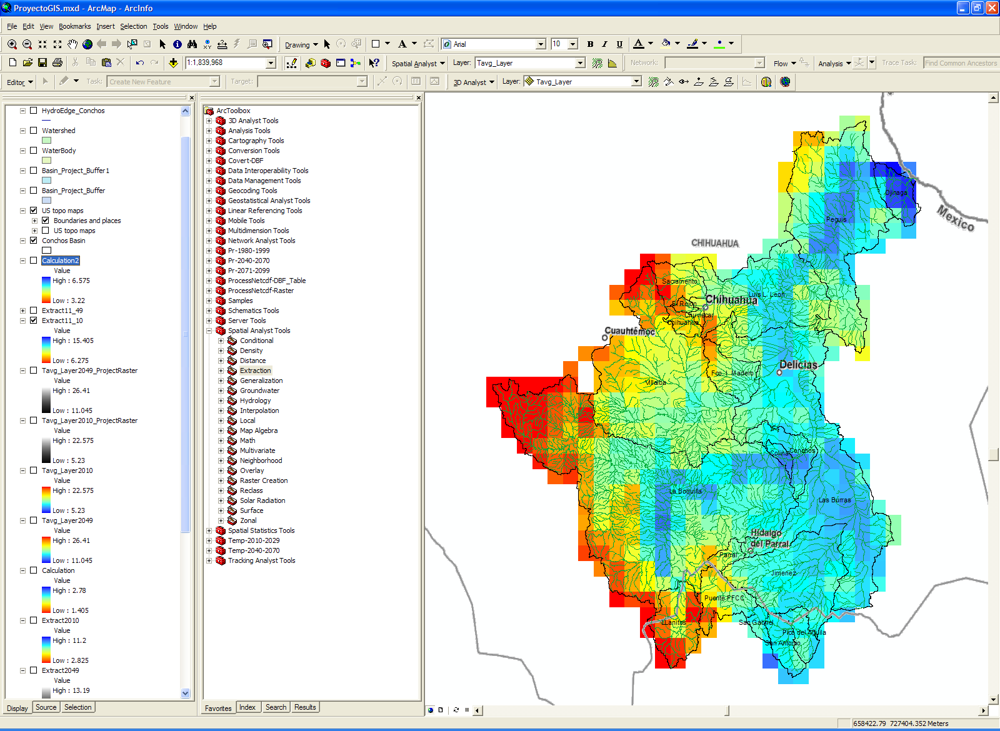 ProyectoGIS.mxd - ArcMap - ArcInfo
File Edit View Bookmarks Insert Selection Tools Window Help
Drawing Arial 10 B I U A
1:1,839,968 Spatial Analyst Layer: Tavg_Layer Network: Flow Analysis Trace Task: Find Common Ancestors
Editor Task: Create New Feature Target: 3D Analyst Layer: Tavg_Layer
HydroEdge_Conchos
Watershed
WaterBody
Basin_Project_Buffer1
Basin_Project_Buffer
US topo maps
Boundaries and places
US topo maps
Conchos Basin
Calculation2
Value
High : 6.575
Low : 3.22
Extract11_49
Extract11_10
Value
High : 15.405
Low : 6.275
Tavg_Layer2049_ProjectRaster
Value
High : 26.41
Low : 11.045
Tavg_Layer2010_ProjectRaster
Value
High : 22.575
Low : 5.23
Tavg_Layer2010
Value
High : 22.575
Low : 5.23
Tavg_Layer2049
Value
High : 26.41
Low : 11.045
Calculation
Value
High : 2.78
Low : 1.405
Extract2010
Value
High : 11.2
Low : 2.825
Extract2049
Value
High : 13.19
Display Source Selection
ArcToolbox
3D Analyst Tools
Analysis Tools
Cartography Tools
Conversion Tools
Covert-DBF
Data Interoperability Tools
Data Management Tools
Geocoding Tools
Geostatistical Analyst Tools
Linear Referencing Tools
Mobile Tools
Multidimension Tools
Network Analyst Tools
Pr-1980-1999
Pr-2040-2070
Pr-2071-2099
ProcessNetcdf-DBF_Table
ProcessNetcdf-Raster
Samples
Schematics Tools
Server Tools
Spatial Analyst Tools
Conditional
Density
Distance
Extraction
Generalization
Groundwater
Hydrology
Interpolation
Local
Map Algebra
Math
Multivariate
Neighborhood
Overlay
Raster Creation
Reclass
Solar Radiation
Surface
Zonal
Spatial Statistics Tools
Temp-2010-2029
Temp-2040-2070
Tracking Analyst Tools
Favorites Index Search Results
Ojinaga
Mexico
Peguis
CHIHUAHUA
Sacramento
Luis L. Leon
Chihuahua
El Rejon
Chuviscar
Chihuahua
Cuauhtémoc
Delicias
Fco. I. Madero
Villalba
Colina
Conchos
La Boquilla
Las Burras
Hidalgo
del Parral
Parral
Jimenez
Puente FFCC
LLanitos
San Gabriel
Pico del Aguila
San Antonio
658422.79 727404.352 Meters